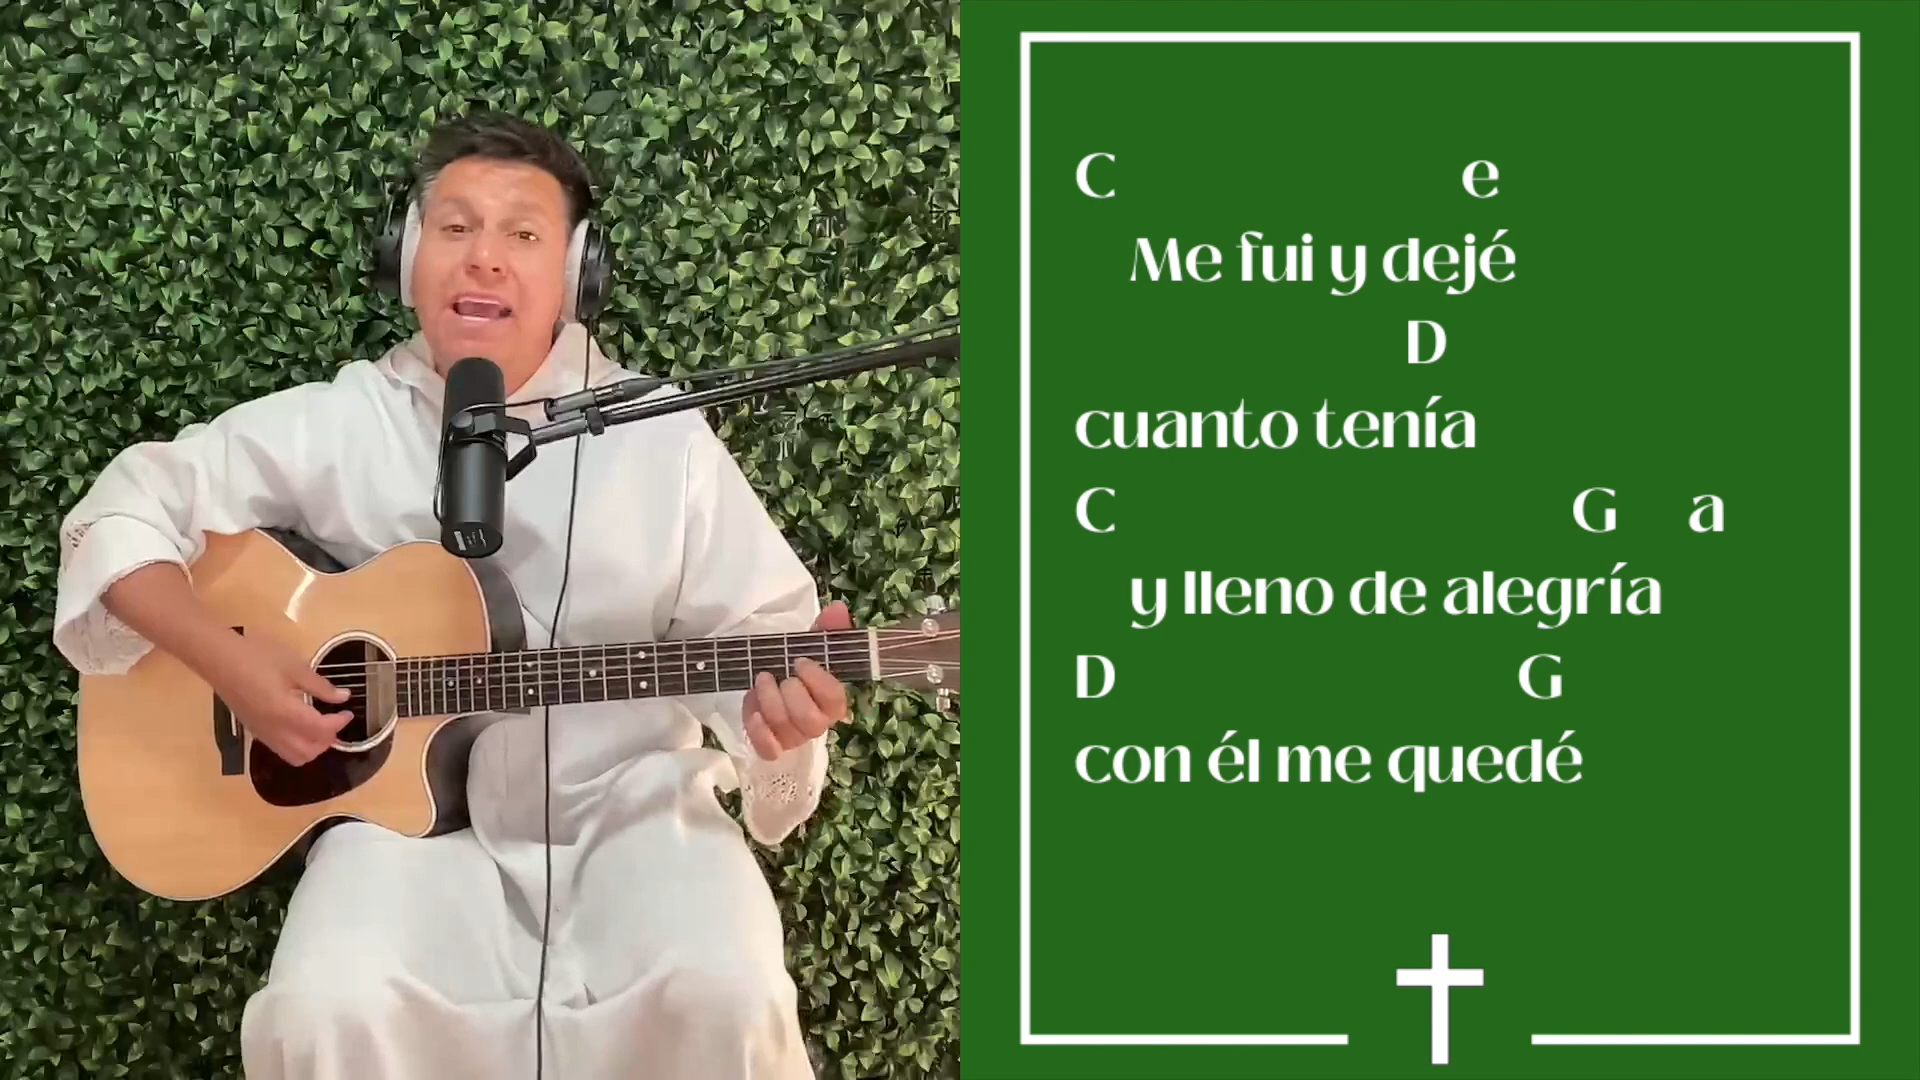 C e
Me fui y dejé
D
cuanto tenía
C G a
y lleno de alegría
D G
con él me quedé